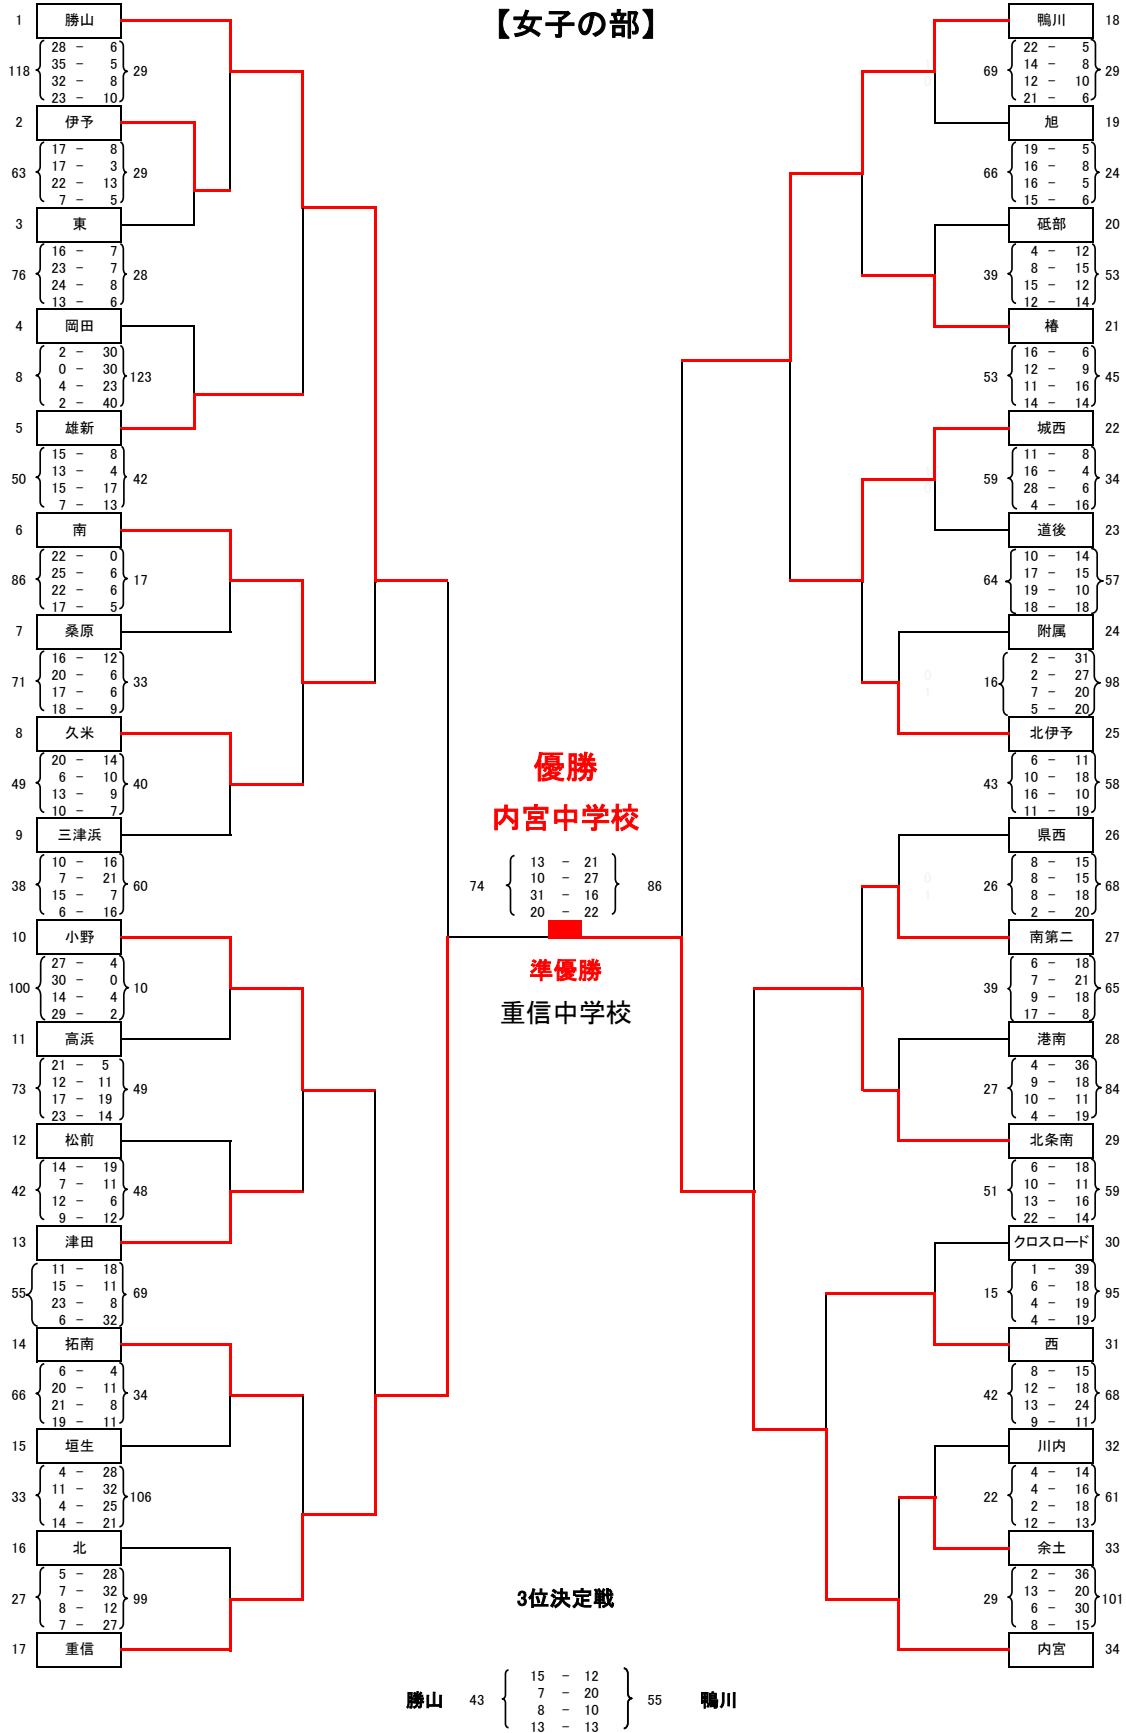 【女子の部】
1 勝山
118 28 - 6 29
35 - 5
32 - 8
23 - 10
2 伊予
63 17 - 8 29
17 - 3
22 - 13
7 - 5
3 東
76 16 - 7 28
23 - 7
24 - 8
13 - 6
4 岡田
8 2 - 30 123
0 - 30
4 - 23
2 - 40
5 雄新
50 15 - 8 42
13 - 4
15 - 17
7 - 13
6 南
86 22 - 0 17
25 - 6
22 - 6
17 - 5
7 桑原
71 16 - 12 33
20 - 6
17 - 6
18 - 9
8 久米
49 20 - 14 40
6 - 10
13 - 9
10 - 7
9 三津浜
38 10 - 16 60
7 - 21
15 - 7
6 - 16
10 小野
100 27 - 4 10
30 - 0
14 - 4
29 - 2
11 高浜
73 21 - 5 49
12 - 11
17 - 19
23 - 14
12 松前
42 14 - 19 48
7 - 11
12 - 6
9 - 12
13 津田
55 11 - 18 69
15 - 11
23 - 8
6 - 32
14 拓南
66 6 - 4 34
20 - 11
21 - 8
19 - 11
15 垣生
33 4 - 28 106
11 - 32
4 - 25
14 - 21
16 北
27 5 - 28 99
7 - 32
8 - 12
7 - 27
17 重信
優勝
内宮中学校
74 13 - 21 86
10 - 27
31 - 16
20 - 22
準優勝
重信中学校
3位決定戦
勝山 43 15 - 12 55 鴨川
7 - 20
8 - 10
13 - 13
鴨川 18
69 22 - 5 29
14 - 8
12 - 10
21 - 6
旭 19
66 19 - 5 24
16 - 8
16 - 5
15 - 6
砥部 20
39 4 - 12 53
8 - 15
15 - 12
12 - 14
椿 21
53 16 - 6 45
12 - 9
11 - 16
14 - 14
城西 22
59 11 - 8 34
16 - 4
28 - 6
4 - 16
道後 23
64 10 - 14 57
17 - 15
19 - 10
18 - 18
附属 24
0
1
16 2 - 31 98
2 - 27
7 - 20
5 - 20
北伊予 25
43 6 - 11 58
10 - 18
16 - 10
11 - 19
県西 26
0
1
26 8 - 15 68
8 - 15
8 - 18
2 - 20
南第二 27
39 6 - 18 65
7 - 21
9 - 18
17 - 8
港南 28
27 4 - 36 84
9 - 18
10 - 11
4 - 19
北条南 29
51 6 - 18 59
10 - 11
13 - 16
22 - 14
クロスロード 30
15 1 - 39 95
6 - 18
4 - 19
4 - 19
西 31
42 8 - 15 68
12 - 18
13 - 24
9 - 11
川内 32
22 4 - 14 61
4 - 16
2 - 18
12 - 13
余土 33
29 2 - 36 101
13 - 20
6 - 30
8 - 15
内宮 34